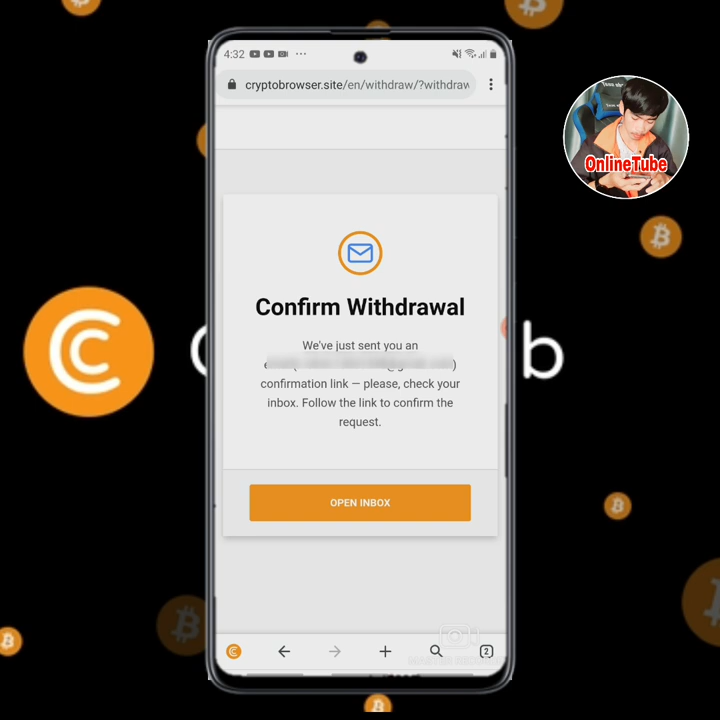 4:32
cryptobrowser.site/en/withdraw/?withdraw
OnlineTube
Confirm Withdrawal
We've just sent you an
confirmation link — please, check your
inbox. Follow the link to confirm the
request.
OPEN INBOX
b
2